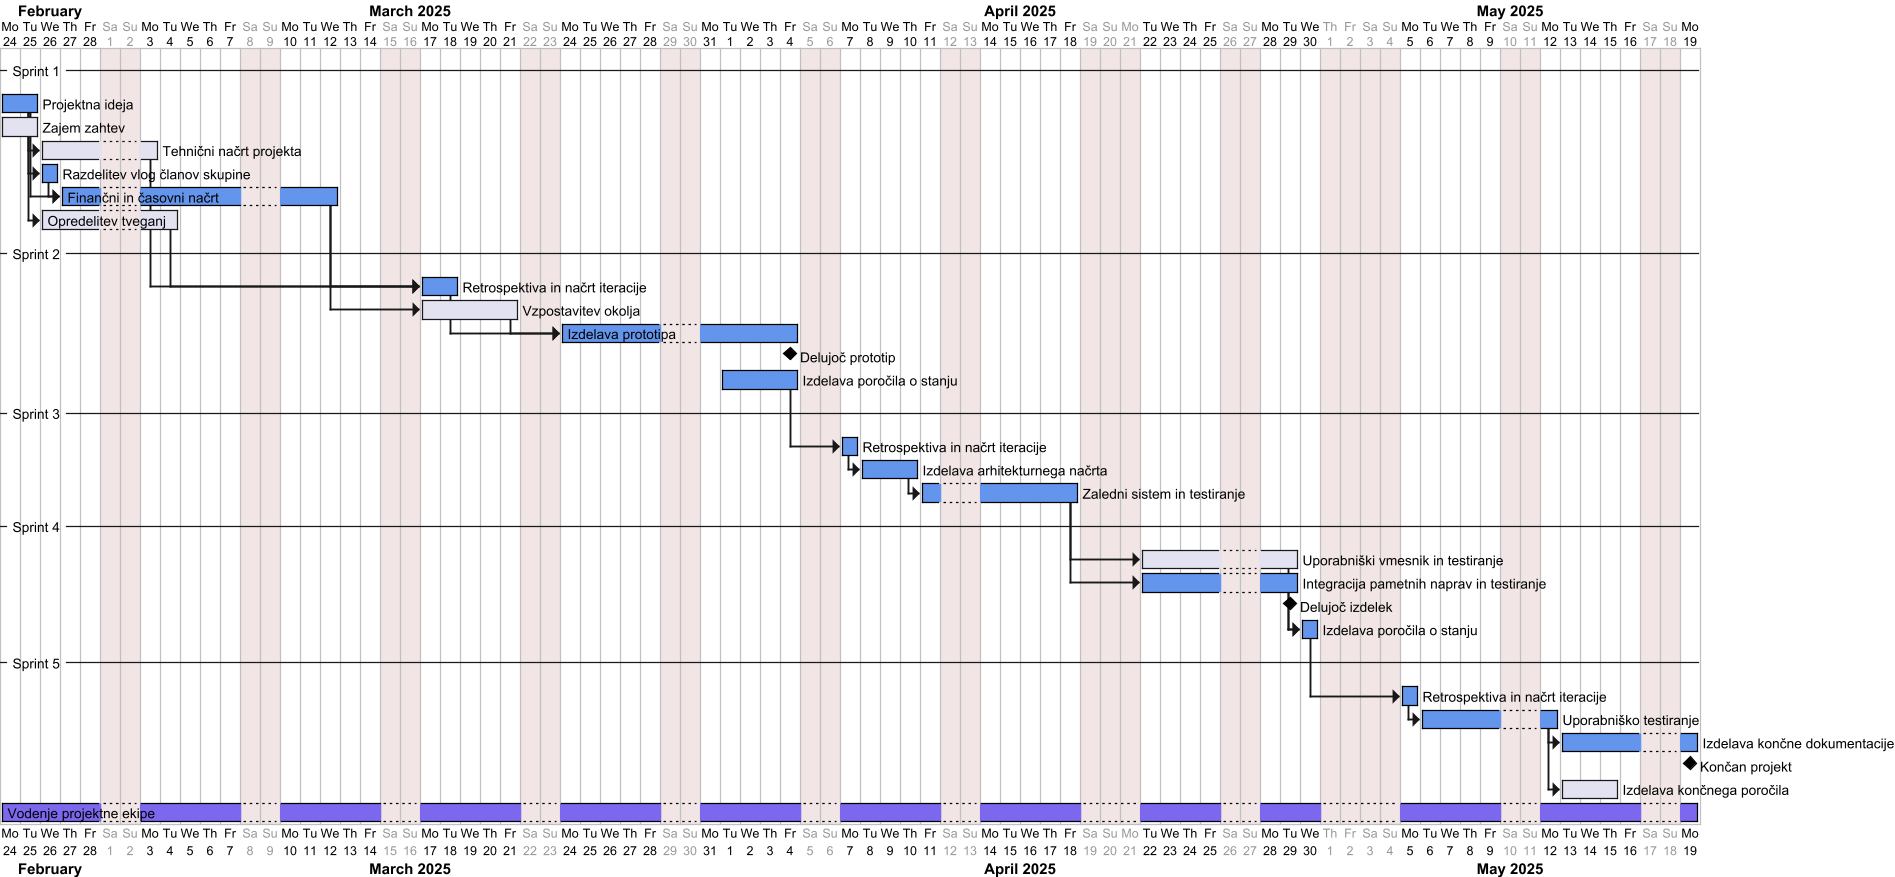 February March 2025 April 2025 May 2025
Mo Tu We Th Fr Sa Su Mo Tu We Th Fr Sa Su Mo Tu We Th Fr Sa Su Mo Tu We Th Fr Sa Su Mo Tu We Th Fr Sa Su Mo Tu We Th Fr Sa Su Mo Tu We Th Fr Sa Su Mo Tu We Th Fr Sa Su Mo Tu We Th Fr Sa Su Mo Tu We Th Fr Sa Su Mo Tu We Th Fr Sa Su Mo Tu We Th Fr Sa Su Mo
24 25 26 27 28 1 2 3 4 5 6 7 8 9 10 11 12 13 14 15 16 17 18 19 20 21 22 23 24 25 26 27 28 29 30 31 1 2 3 4 5 6 7 8 9 10 11 12 13 14 15 16 17 18 19 20 21 22 23 24 25 26 27 28 29 30 1 2 3 4 5 6 7 8 9 10 11 12 13 14 15 16 17 18 19
Sprint 1
Projektna ideja
Zajem zahtev
Tehnični načrt projekta
Razdelitev vlog članov skupine
Finančni in časovni načrt
Opredelitev tveganj
Sprint 2
Retrospektiva in načrt iteracije
Vzpostavitev okolja
Izdelava prototipa
Delujoč prototip
Izdelava poročila o stanju
Sprint 3
Retrospektiva in načrt iteracije
Izdelava arhitekturnega načrta
Zaledni sistem in testiranje
Sprint 4
Uporabniški vmesnik in testiranje
Integracija pametnih naprav in testiranje
Delujoč izdelek
Izdelava poročila o stanju
Sprint 5
Retrospektiva in načrt iteracije
Uporabniško testiranje
Izdelava končne dokumentacije
Končan projekt
Izdelava končnega poročila
Vodenje projektne ekipe
Mo Tu We Th Fr Sa Su Mo Tu We Th Fr Sa Su Mo Tu We Th Fr Sa Su Mo Tu We Th Fr Sa Su Mo Tu We Th Fr Sa Su Mo Tu We Th Fr Sa Su Mo Tu We Th Fr Sa Su Mo Tu We Th Fr Sa Su Mo Tu We Th Fr Sa Su Mo Tu We Th Fr Sa Su Mo Tu We Th Fr Sa Su Mo Tu We Th Fr Sa Su Mo
24 25 26 27 28 1 2 3 4 5 6 7 8 9 10 11 12 13 14 15 16 17 18 19 20 21 22 23 24 25 26 27 28 29 30 31 1 2 3 4 5 6 7 8 9 10 11 12 13 14 15 16 17 18 19 20 21 22 23 24 25 26 27 28 29 30 1 2 3 4 5 6 7 8 9 10 11 12 13 14 15 16 17 18 19
February March 2025 April 2025 May 2025